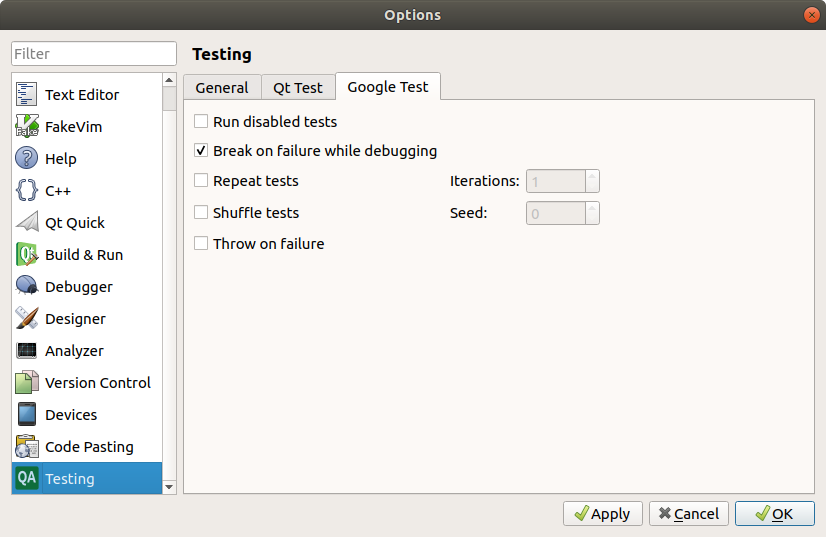 Options
Filter
Text Editor
FakeVim
Help
C++
Qt Quick
Build & Run
Debugger
Designer
Analyzer
Version Control
Devices
Code Pasting
QA Testing
Testing
General Qt Test Google Test
Run disabled tests
Break on failure while debugging
Repeat tests Iterations: 1
Shuffle tests Seed: 0
Throw on failure
Apply Cancel OK